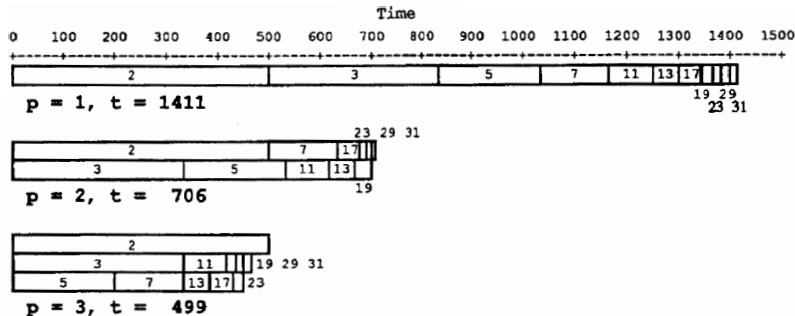 Time
0 100 200 300 400 500 600 700 800 900 1000 1100 1200 1300 1400 1500
2 3 5 7 11 13 17
19 29
23 31
p = 1, t = 1411
23 29 31
2 7 17
3 5 11 13
19
p = 2, t = 706
2
3 11 19 29 31
5 7 13 17 23
p = 3, t = 499